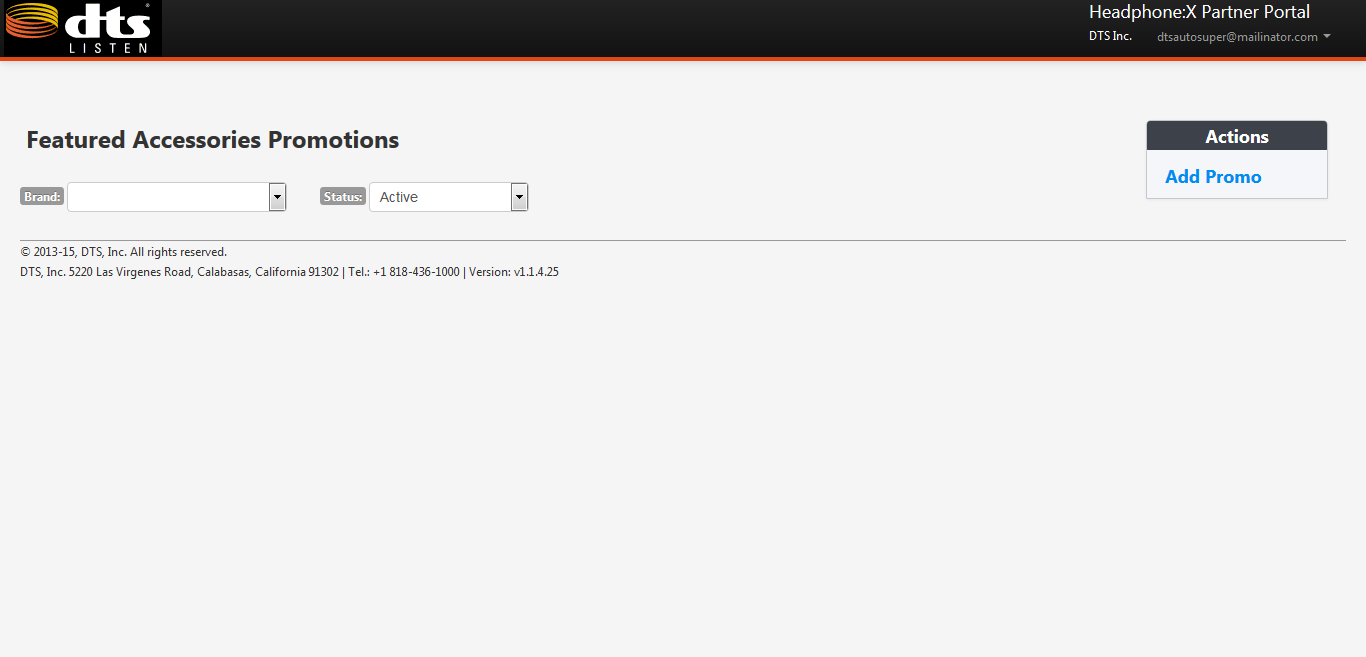 dts
®
LISTEN
Headphone:X Partner Portal
DTS Inc. dtsautosuper@mailinator.com
Featured Accessories Promotions
Actions
Add Promo
Brand: Status: Active
© 2013-15, DTS, Inc. All rights reserved.
DTS, Inc. 5220 Las Virgenes Road, Calabasas, California 91302 | Tel.: +1 818-436-1000 | Version: v1.1.4.25